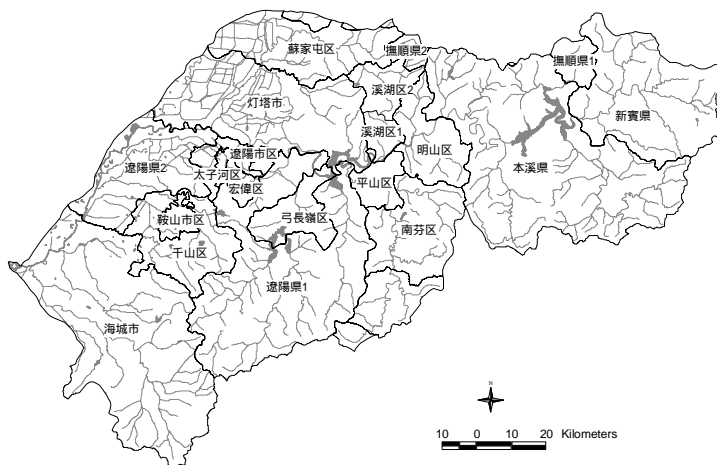 蘇家屯区
撫順県2
撫順県1
溪湖区2
灯塔市
新賓県
溪湖区1
遼陽市区
明山区
遼陽県2
本溪県
太子河区
平山区
宏偉区
鞍山市区
弓長嶺区
南芬区
千山区
遼陽県1
海城市
N
10 0 10 20 Kilometers